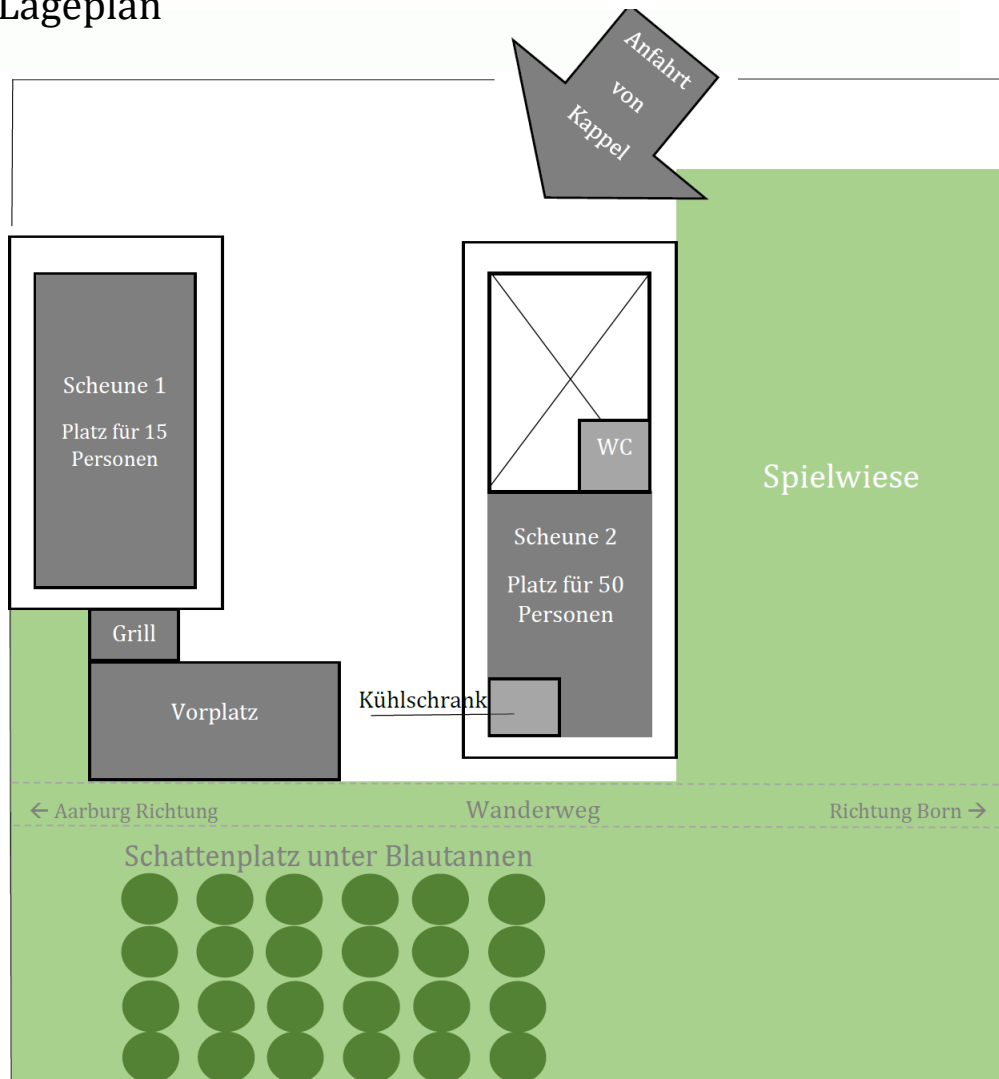 Lageplan
Anfahrt
von
Kappel
Scheune 1
Platz für 15
Personen
WC
Spielwiese
Scheune 2
Platz für 50
Personen
Grill
Vorplatz
Kühlschrank
← Aarburg Richtung
Wanderweg
Richtung Born →
Schattenplatz unter Blautannen